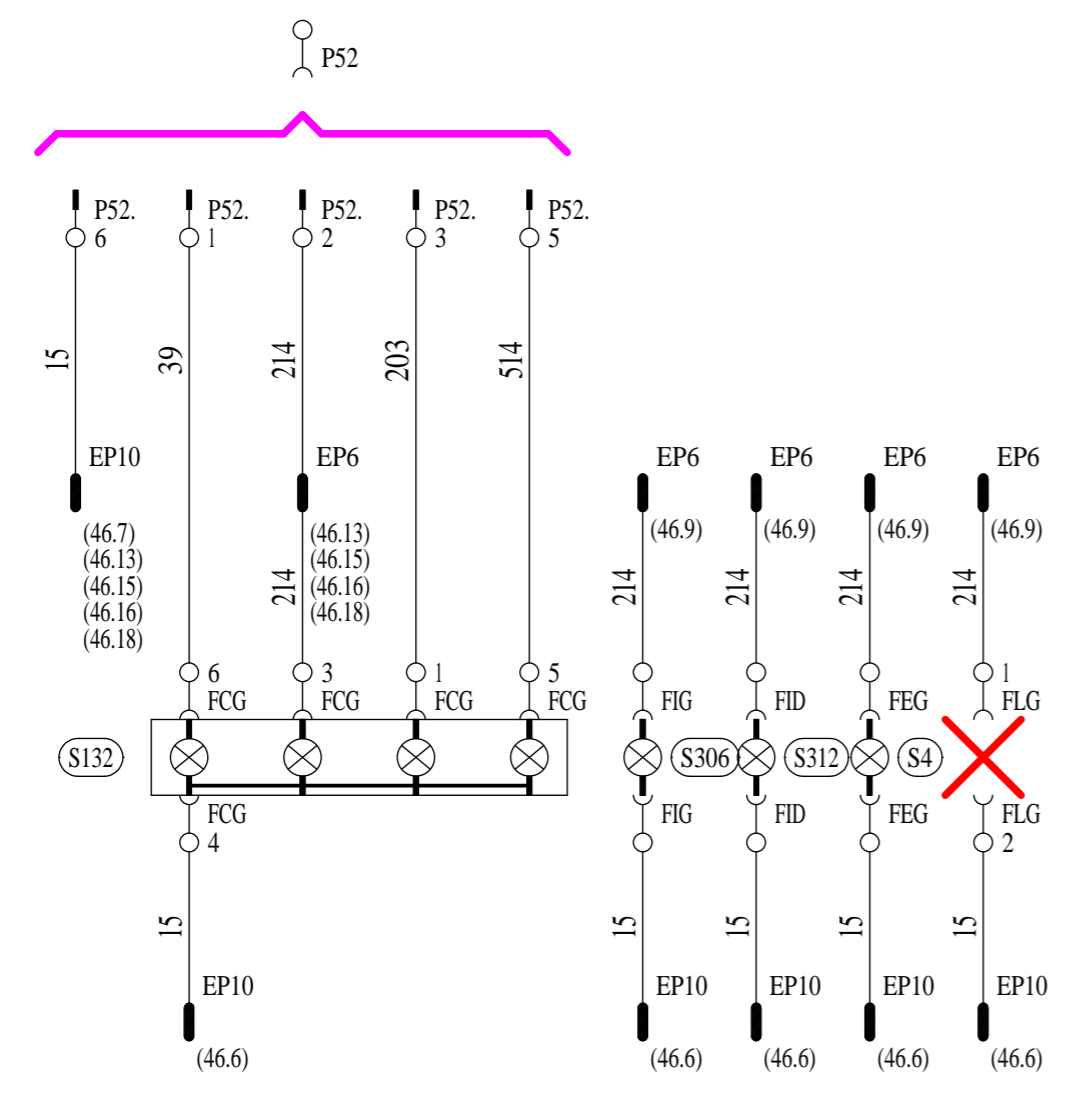 P52
P52. P52. P52. P52. P52.
6 1 2 3 5
15 39 214 203 514
EP10 EP6 EP6 EP6 EP6 EP6
(46.7) (46.13) (46.9) (46.9) (46.9) (46.9)
(46.13) (46.15)
(46.15) 214 (46.16) 214 214 214 214
(46.16) (46.18)
(46.18)
6 3 1 5 1
FCG FCG FCG FCG FIG FID FEG FLG
S132 S306 S312 S4
FCG FIG FID FEG FLG
4 2
15 15 15 15 15
EP10 EP10 EP10 EP10 EP10
(46.6) (46.6) (46.6) (46.6) (46.6)